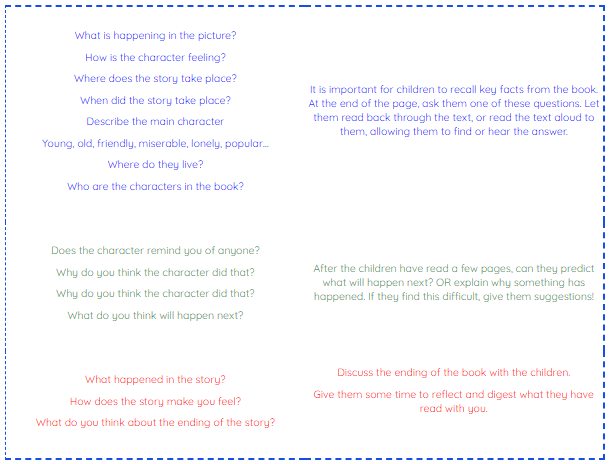 What is happening in the picture?
How is the character feeling?
Where does the story take place?
When did the story take place?
Describe the main character
Young, old, friendly, miserable, lonely, popular...
Where do they live?
Who are the characters in the book?
It is important for children to recall key facts from the book.
At the end of the page, ask them one of these questions. Let
them read back through the text, or read the text aloud to
them, allowing them to find or hear the answer.
Does the character remind you of anyone?
Why do you think the character did that?
Why do you think the character did that?
What do you think will happen next?
After the children have read a few pages, can they predict
what will happen next? OR explain why something has
happened. If they find this difficult, give them suggestions!
What happened in the story?
How does the story make you feel?
What do you think about the ending of the story?
Discuss the ending of the book with the children.
Give them some time to reflect and digest what they have
read with you.